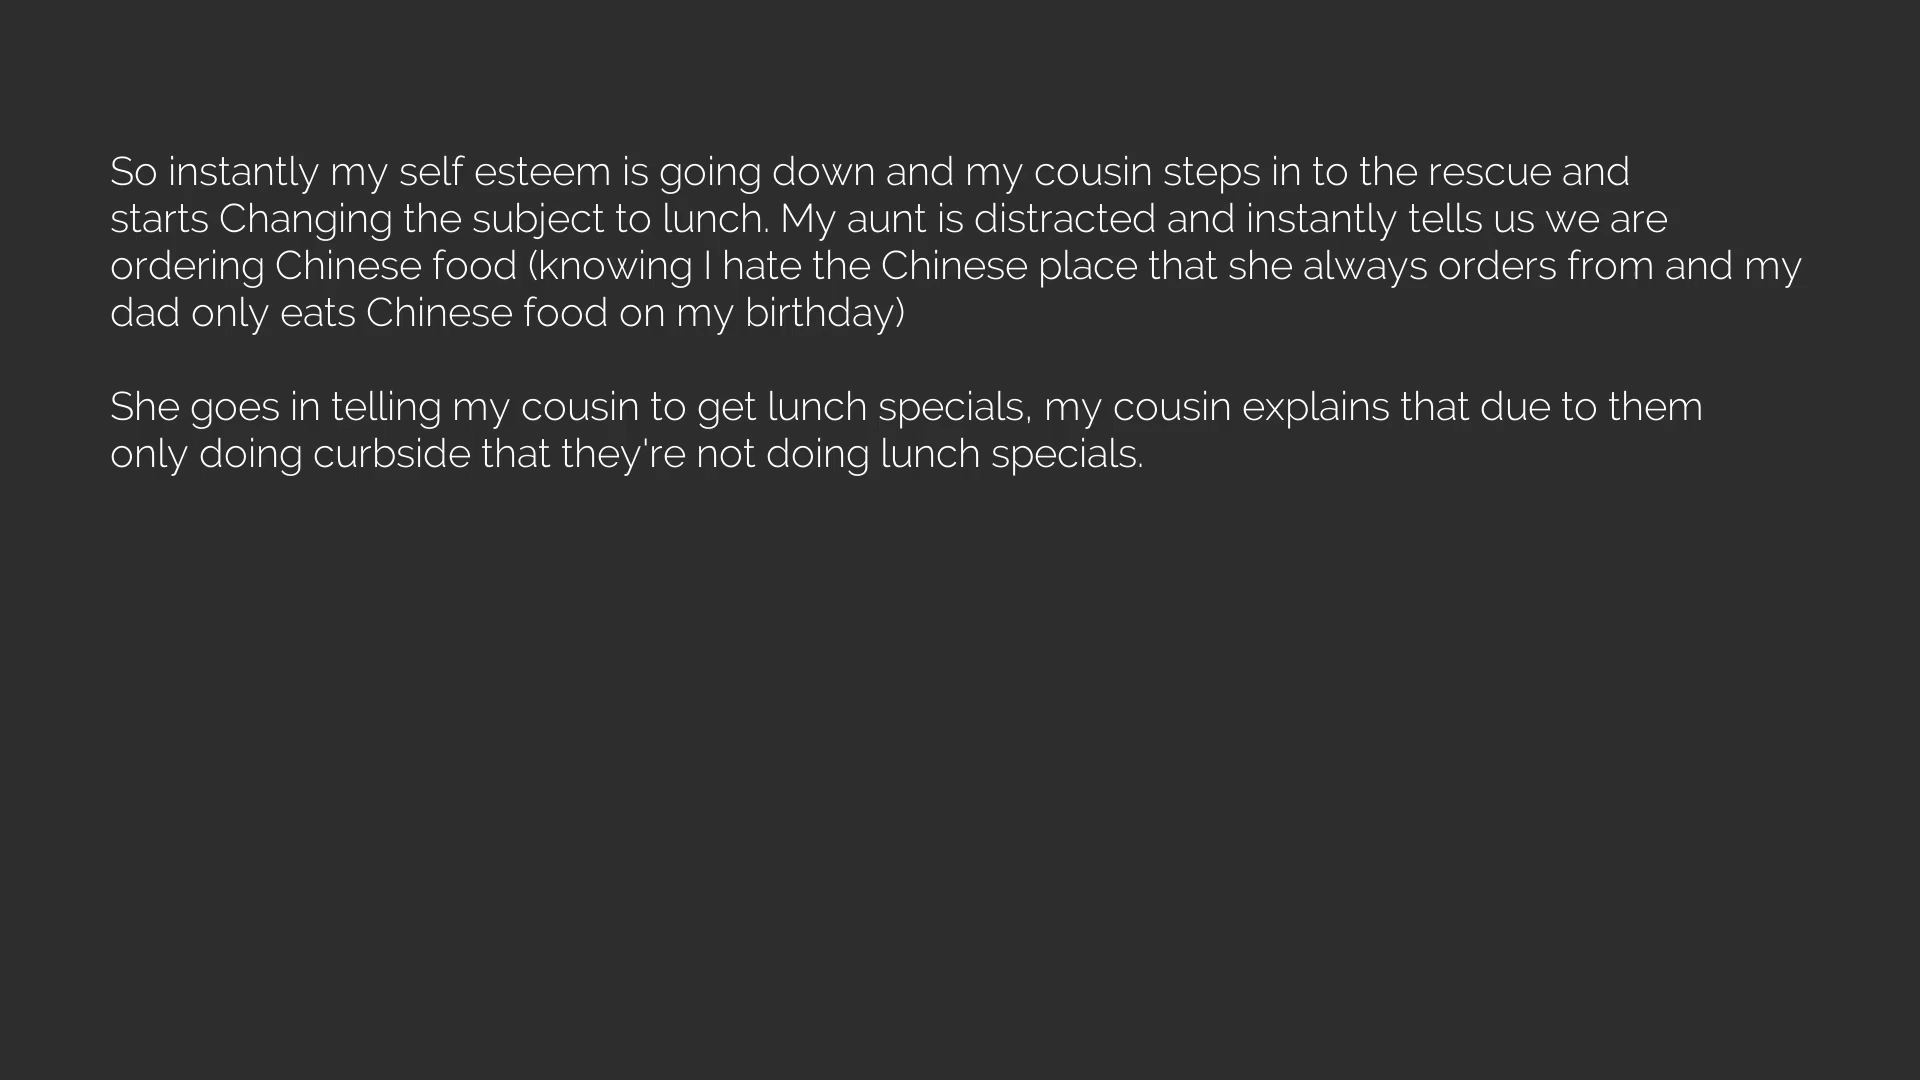 So instantly my self esteem is going down and my cousin steps in to the rescue and
starts Changing the subject to lunch. My aunt is distracted and instantly tells us we are
ordering Chinese food (knowing I hate the Chinese place that she always orders from and my
dad only eats Chinese food on my birthday)
She goes in telling my cousin to get lunch specials, my cousin explains that due to them
only doing curbside that they're not doing lunch specials.